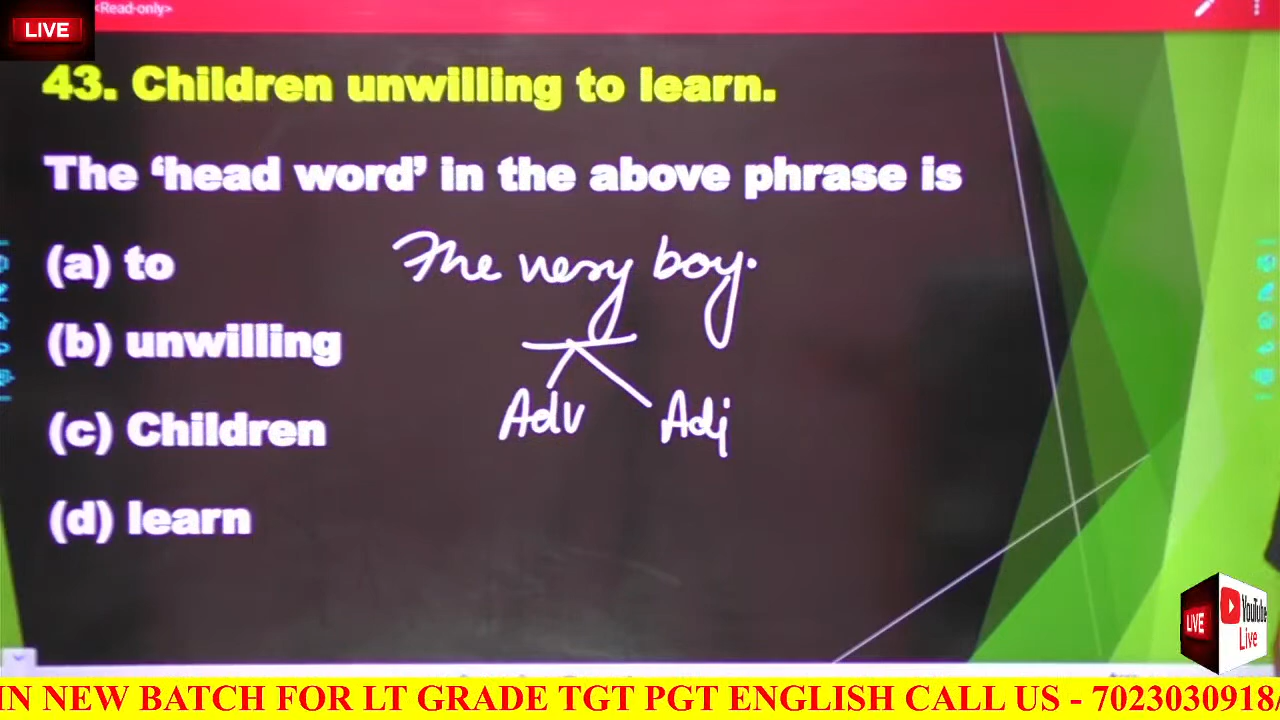 <Read-only>
LIVE
43. Children unwilling to learn.
The ‘head word’ in the above phrase is
(a) to
The very boy.
(b) unwilling
Adv Adj
(c) Children
(d) learn
LIVE YouTube Live
IN NEW BATCH FOR LT GRADE TGT PGT ENGLISH CALL US - 7023030918/